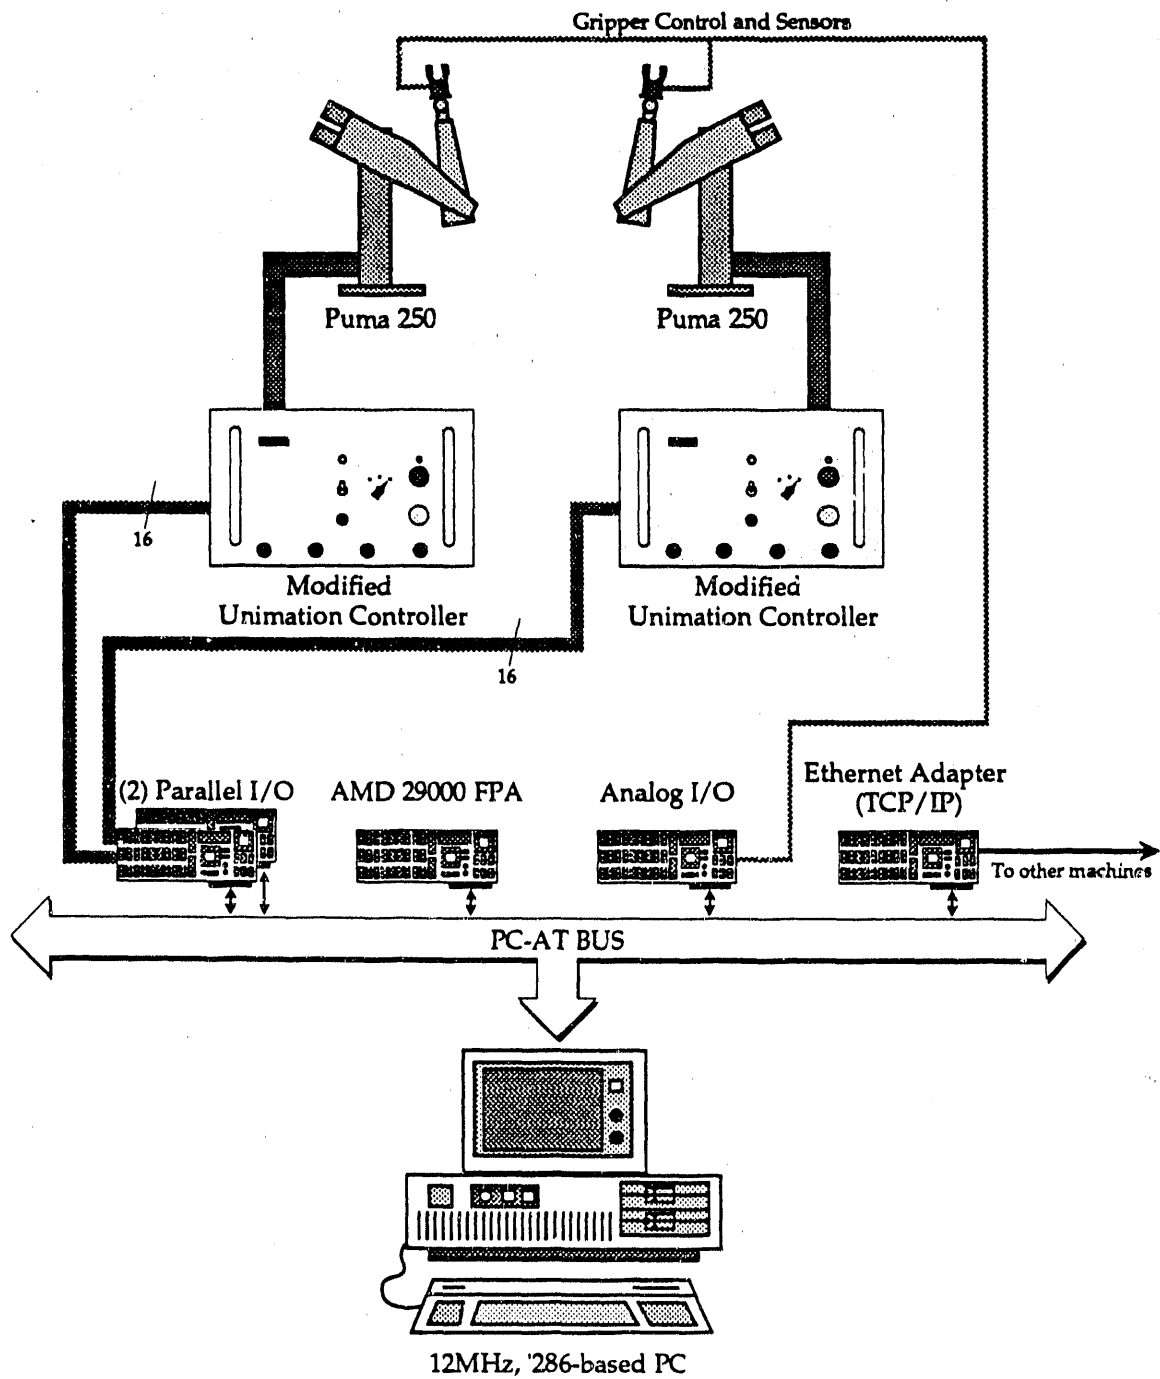 Gripper Control and Sensors
Puma 250
Puma 250
16
Modified
Unimation Controller
Modified
Unimation Controller
16
(2) Parallel I/O
AMD 29000 FPA
Analog I/O
Ethernet Adapter
(TCP/IP)
To other machines
PC-AT BUS
12MHz, '286-based PC